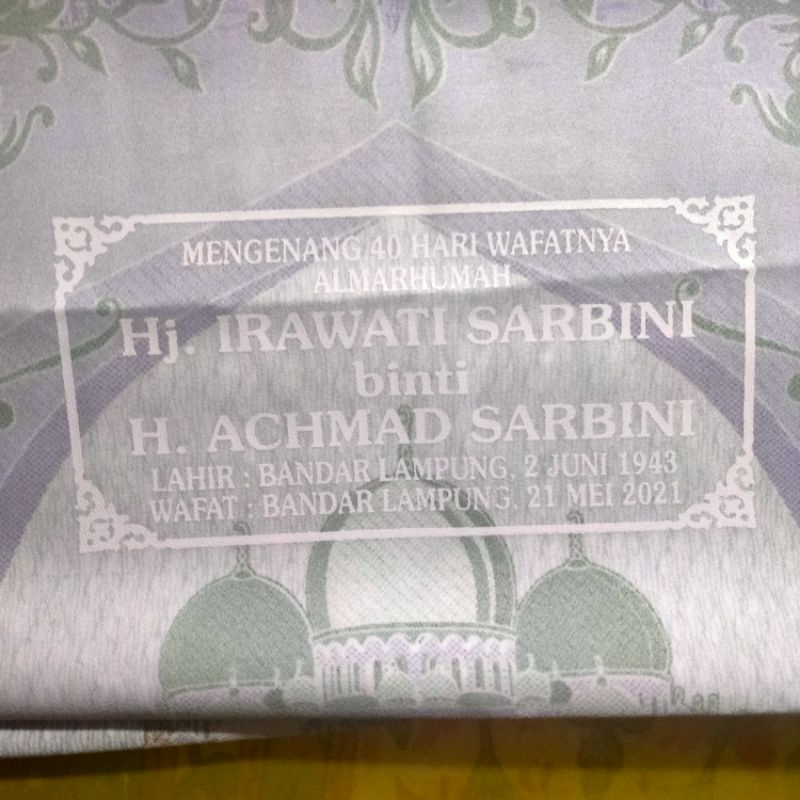 MENGENANG 40 HARI WAFATNYA
ALMARHUMAH
Hj. IRAWATI SARBINI
binti
H. ACHMAD SARBINI
LAHIR : BANDAR LAMPUNG, 2 JUNI 1943
WAFAT : BANDAR LAMPUNG, 21 MEI 2021